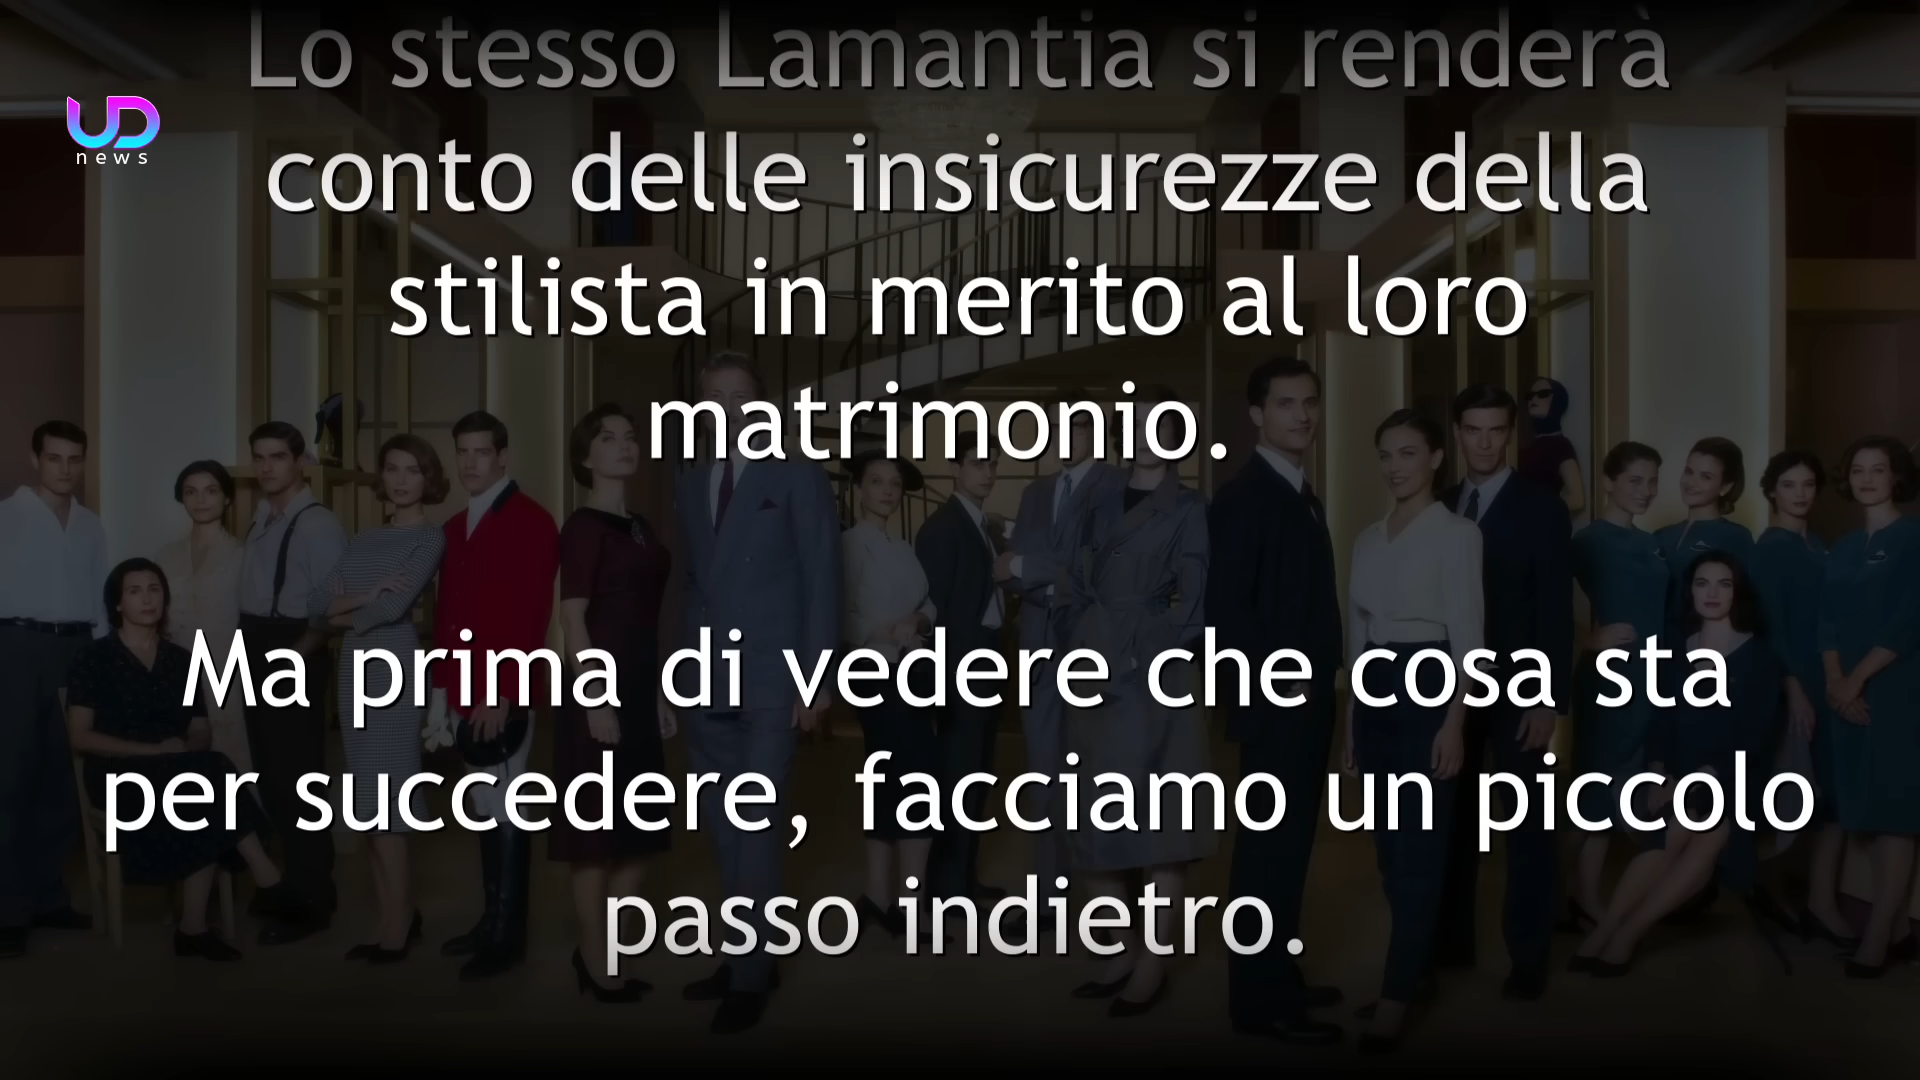 Lo stesso Lamantia si renderà
UD
news
conto delle insicurezze della
stilista in merito al loro
matrimonio.
Ma prima di vedere che cosa sta
per succedere, facciamo un piccolo
passo indietro.